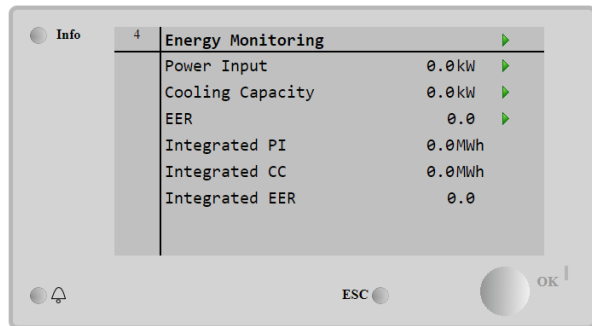 Info
4 Energy Monitoring
Power Input 0.0kW
Cooling Capacity 0.0kW
EER 0.0
Integrated PI 0.0MWh
Integrated CC 0.0MWh
Integrated EER 0.0
ESC
OK